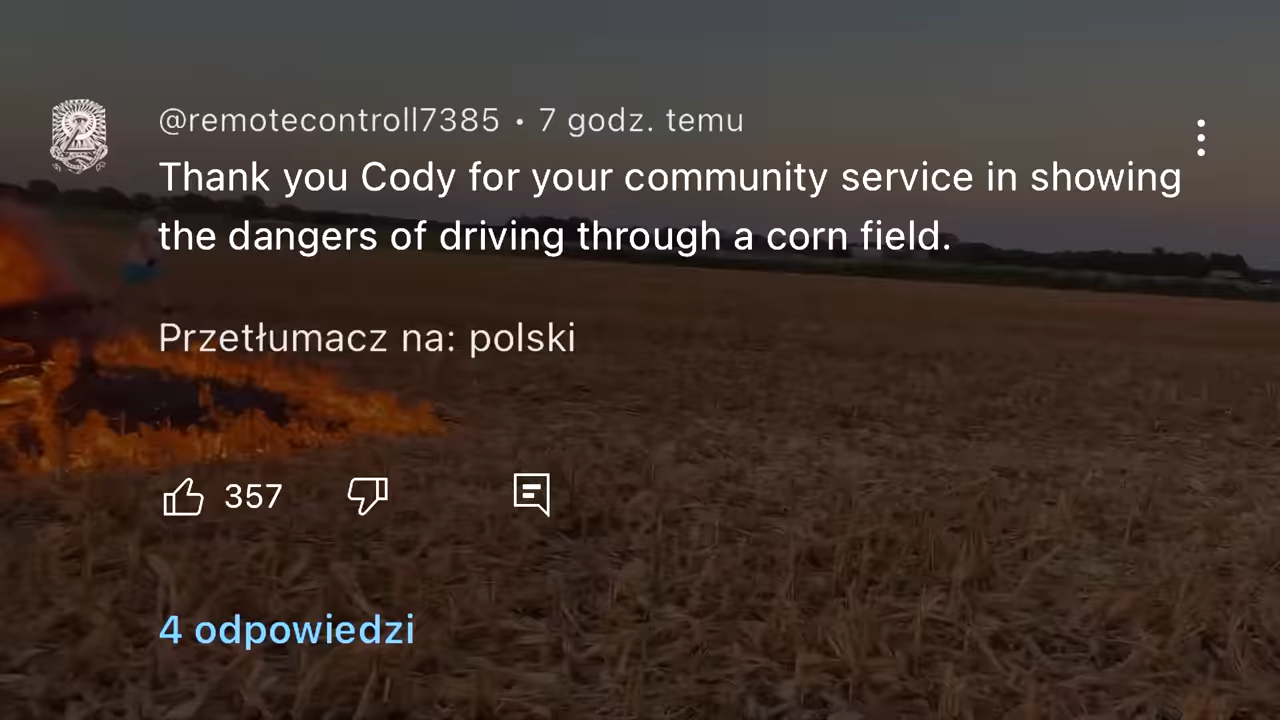 @remotecontroll7385 • 7 godz. temu
Thank you Cody for your community service in showing
the dangers of driving through a corn field.
Przetłumacz na: polski
357
4 odpowiedzi